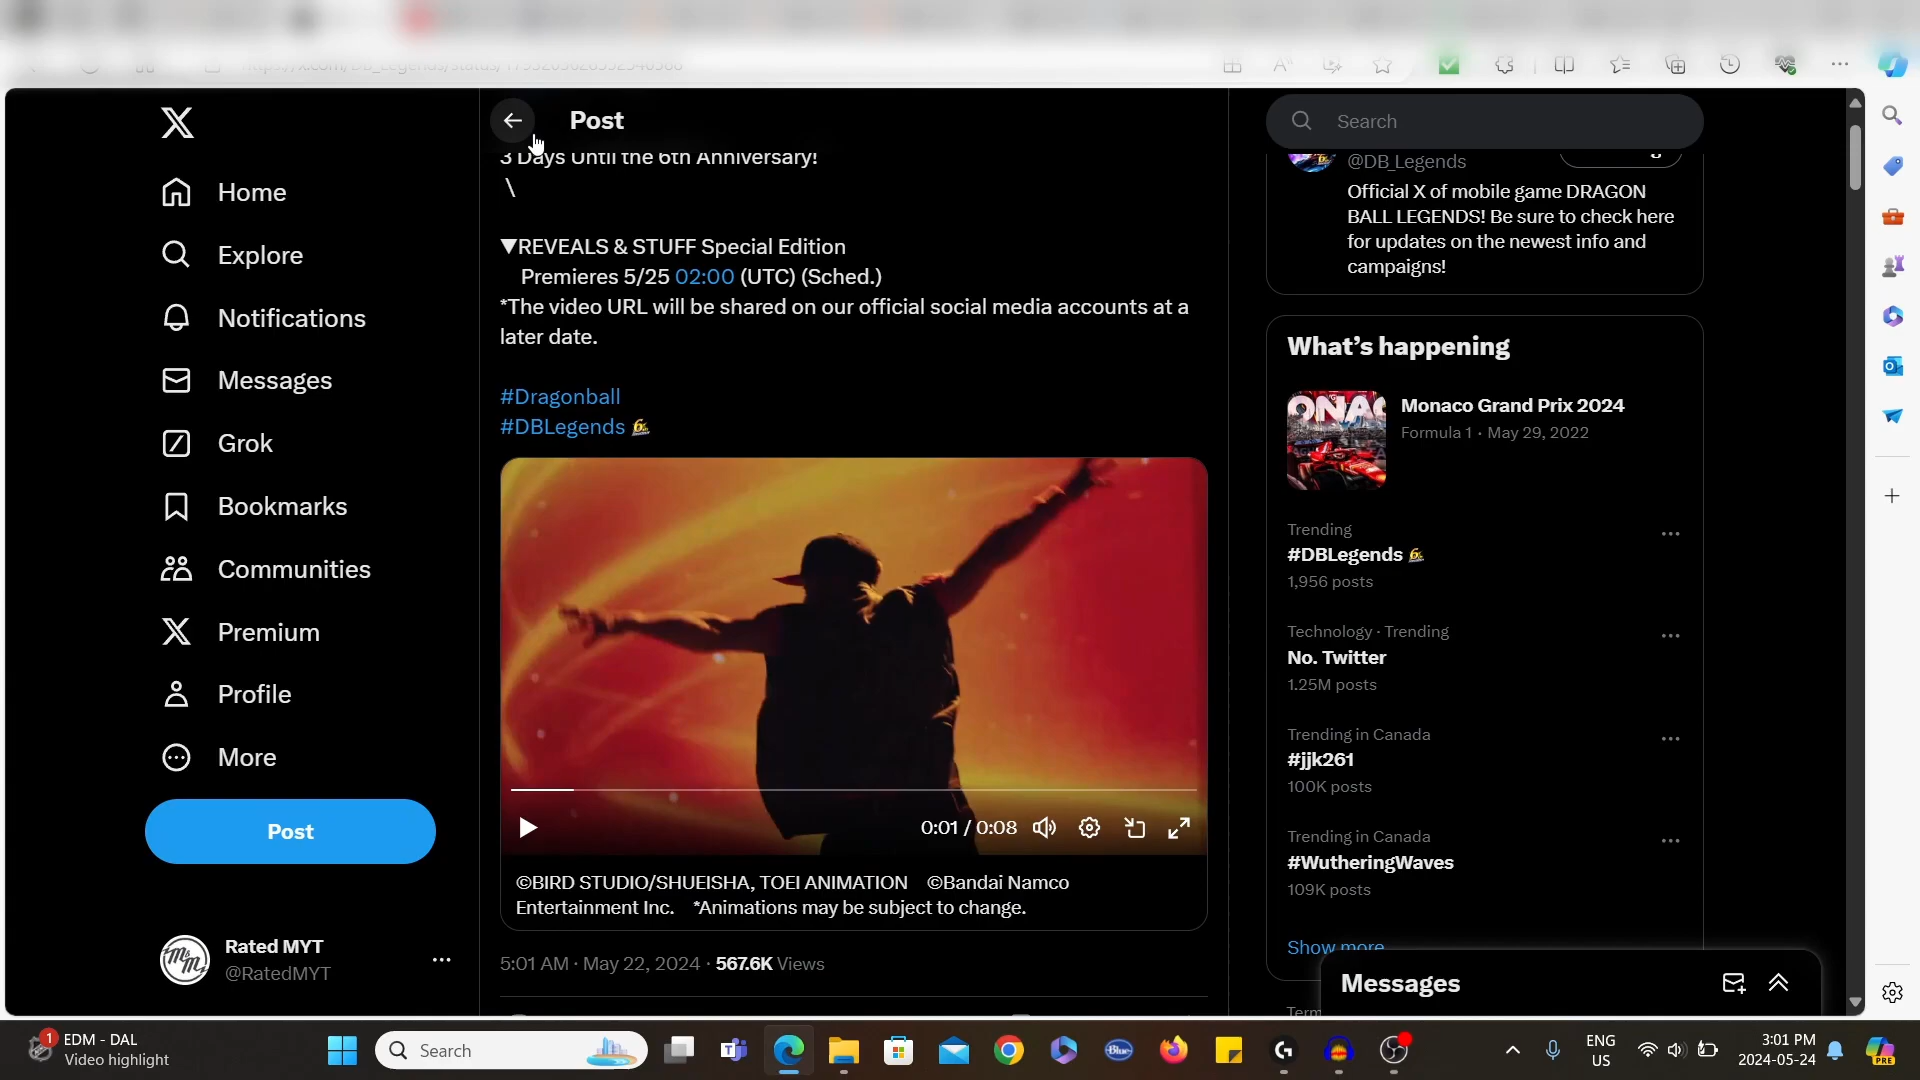 Post
3 Days Until the 6th Anniversary!
\
▼REVEALS & STUFF Special Edition
Premieres 5/25 02:00 (UTC) (Sched.)
*The video URL will be shared on our official social media accounts at a
later date.
#Dragonball
#DBLegends
0:01 / 0:08
©BIRD STUDIO/SHUEISHA, TOEI ANIMATION ©Bandai Namco
Entertainment Inc. *Animations may be subject to change.
5:01 AM · May 22, 2024 · 567.6K Views
Home
Explore
Notifications
Messages
Grok
Bookmarks
Communities
Premium
Profile
More
Post
Rated MYT
@RatedMYT
Search
@DB_Legends
Official X of mobile game DRAGON
BALL LEGENDS! Be sure to check here
for updates on the newest info and
campaigns!
What's happening
Monaco Grand Prix 2024
Formula 1 · May 29, 2022
Trending
#DBLegends
1,956 posts
Technology · Trending
No. Twitter
1.25M posts
Trending in Canada
#jjk261
100K posts
Trending in Canada
#WutheringWaves
109K posts
Show more
Messages
1
EDM - DAL
Video highlight
Search
Blue
ENG
US
3:01 PM
2024-05-24
PRE